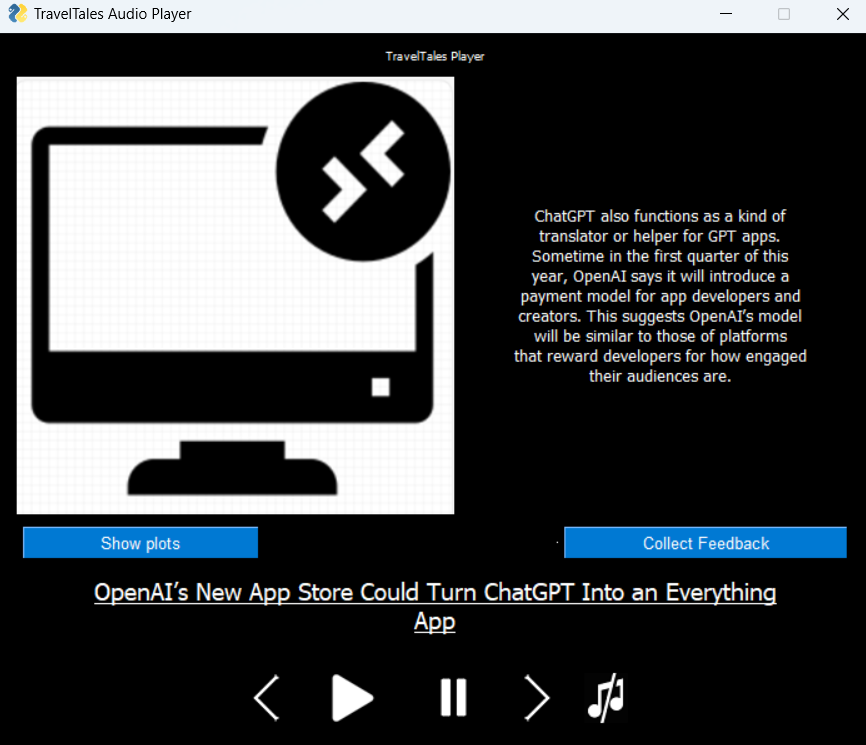 TravelTales Audio Player
TravelTales Player
ChatGPT also functions as a kind of
translator or helper for GPT apps.
Sometime in the first quarter of this
year, OpenAI says it will introduce a
payment model for app developers and
creators. This suggests OpenAI’s model
will be similar to those of platforms
that reward developers for how engaged
their audiences are.
Show plots
Collect Feedback
OpenAI’s New App Store Could Turn ChatGPT Into an Everything
App